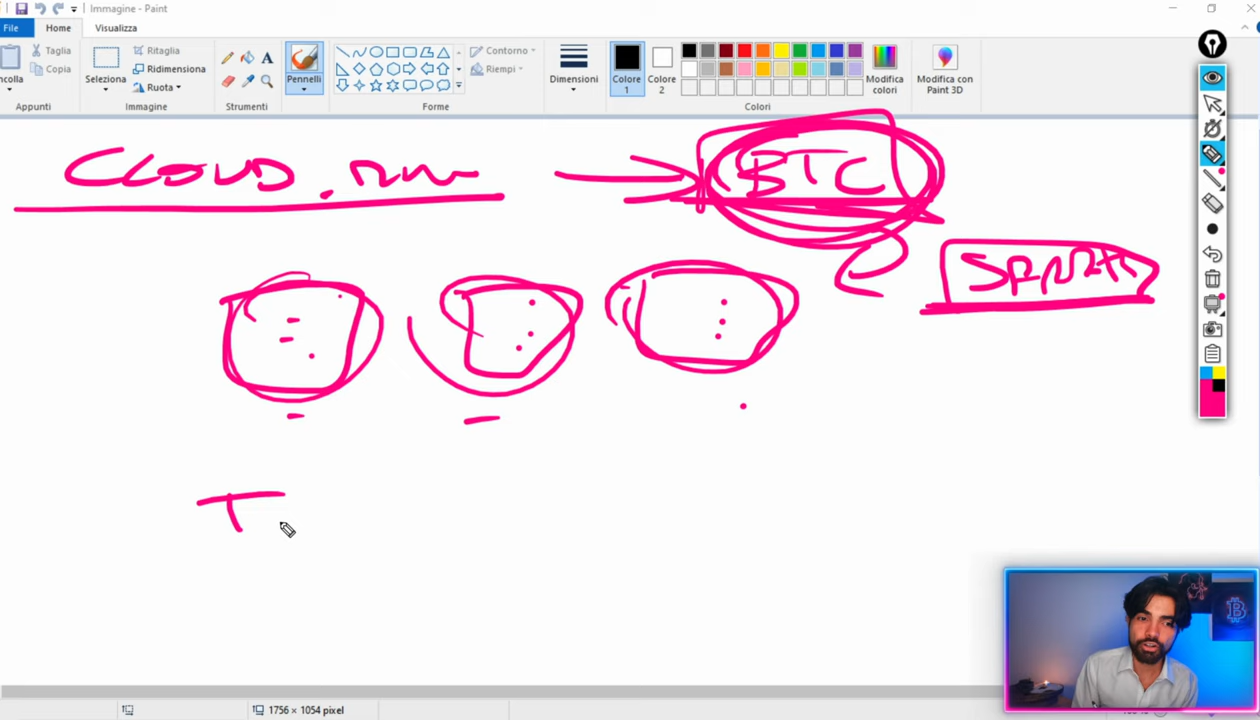 Immagine - Paint
File Home Visualizza
Taglia
Copia
Appunti
Seleziona
Ritaglia
Ridimensiona
Ruota
Immagine
Strumenti
Pennelli
Forme
Contorno
Riempi
Dimensioni
Colore 1
Colore 2
Colori
Modifica colori
Modifica con Paint 3D
CLOUD.
BTC
T
1756 × 1054 pixel